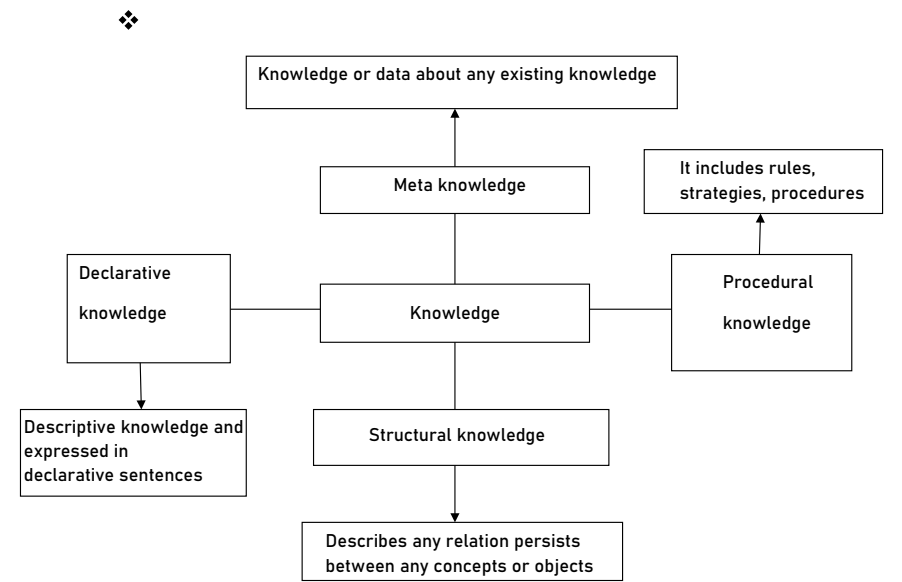 Knowledge or data about any existing knowledge
Meta knowledge
It includes rules,
strategies, procedures
Declarative
knowledge
Knowledge
Procedural
knowledge
Descriptive knowledge and
expressed in
declarative sentences
Structural knowledge
Describes any relation persists
between any concepts or objects